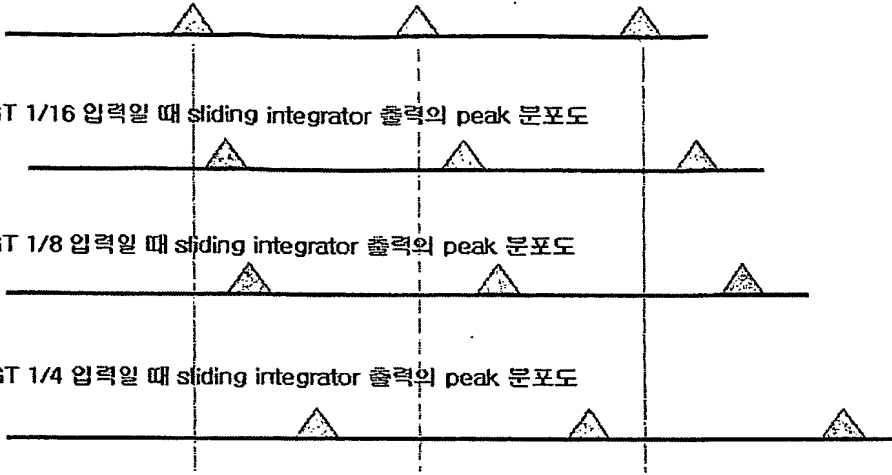 GT 1/16 입력일 때 sliding integrator 출력의 peak 분포도
GT 1/8 입력일 때 sliding integrator 출력의 peak 분포도
GT 1/4 입력일 때 sliding integrator 출력의 peak 분포도